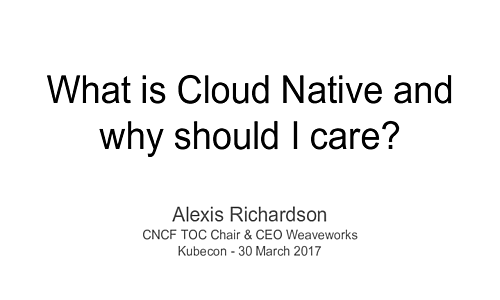 What is Cloud Native and
why should I care?
Alexis Richardson
CNCF TOC Chair & CEO Weaveworks
Kubecon - 30 March 2017